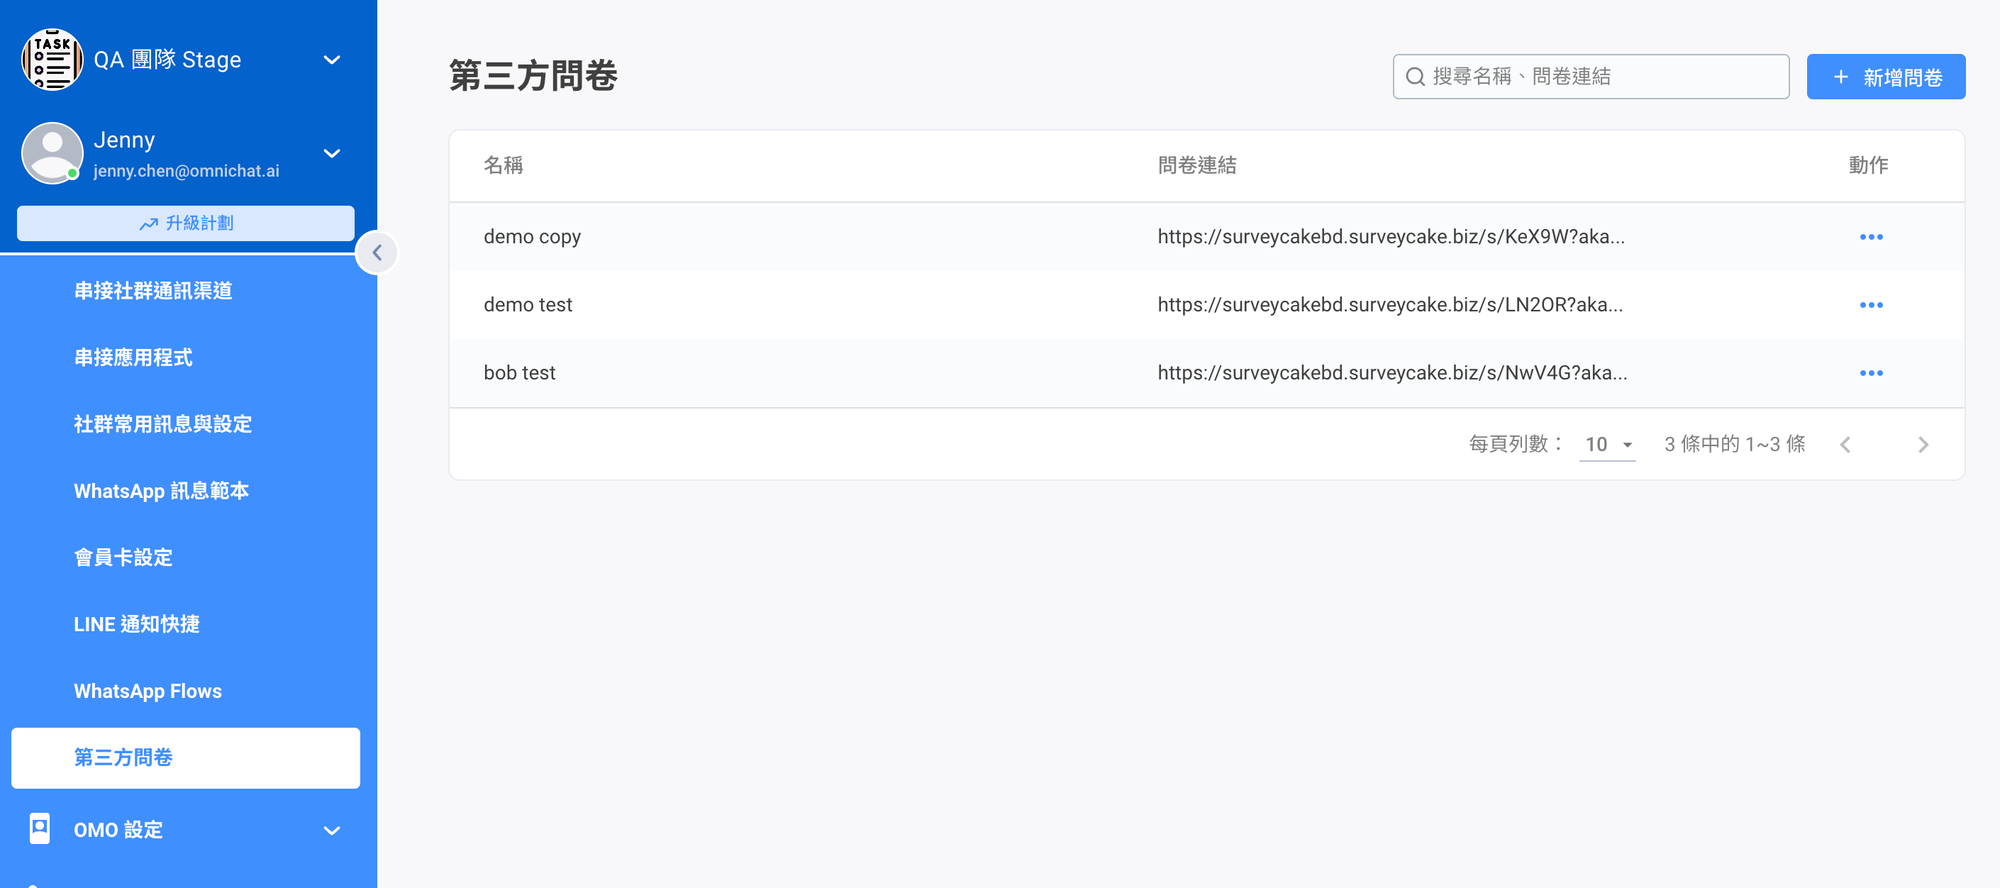 TASK
QA 團隊 Stage
Jenny
jenny.chen@omnichat.ai
升級計劃
串接社群通訊渠道
串接應用程式
社群常用訊息與設定
WhatsApp 訊息範本
會員卡設定
LINE 通知快捷
WhatsApp Flows
第三方問卷
OMO 設定
第三方問卷
搜尋名稱、問卷連結
+ 新增問卷
名稱 問卷連結 動作
demo copy https://surveycakebd.surveycake.biz/s/KeX9W?aka...
demo test https://surveycakebd.surveycake.biz/s/LN2OR?aka...
bob test https://surveycakebd.surveycake.biz/s/NwV4G?aka...
每頁列數： 10 3 條中的 1~3 條